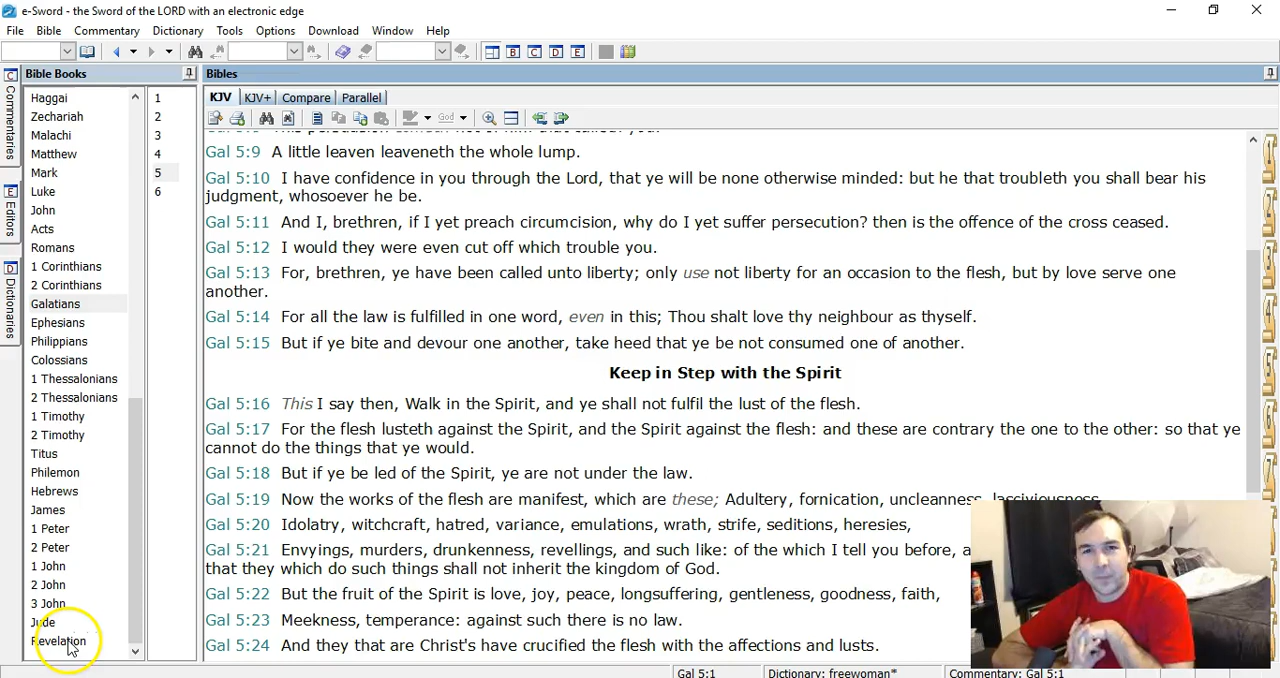 e-Sword - the Sword of the LORD with an electronic edge
File Bible Commentary Dictionary Tools Options Download Window Help
B C D E
Bible Books
Bibles
C Commentaries
E Editors
D Dictionaries
Haggai
Zechariah
Malachi
Matthew
Mark
Luke
John
Acts
Romans
1 Corinthians
2 Corinthians
Galatians
Ephesians
Philippians
Colossians
1 Thessalonians
2 Thessalonians
1 Timothy
2 Timothy
Titus
Philemon
Hebrews
James
1 Peter
2 Peter
1 John
2 John
3 John
Jude
Revelation
1
2
3
4
5
6
KJV KJV+ Compare Parallel
God
Gal 5:9 A little leaven leaveneth the whole lump.
Gal 5:10 I have confidence in you through the Lord, that ye will be none otherwise minded: but he that troubleth you shall bear his
judgment, whosoever he be.
Gal 5:11 And I, brethren, if I yet preach circumcision, why do I yet suffer persecution? then is the offence of the cross ceased.
Gal 5:12 I would they were even cut off which trouble you.
Gal 5:13 For, brethren, ye have been called unto liberty; only use not liberty for an occasion to the flesh, but by love serve one
another.
Gal 5:14 For all the law is fulfilled in one word, even in this; Thou shalt love thy neighbour as thyself.
Gal 5:15 But if ye bite and devour one another, take heed that ye be not consumed one of another.
Keep in Step with the Spirit
Gal 5:16 This I say then, Walk in the Spirit, and ye shall not fulfil the lust of the flesh.
Gal 5:17 For the flesh lusteth against the Spirit, and the Spirit against the flesh: and these are contrary the one to the other: so that ye
cannot do the things that ye would.
Gal 5:18 But if ye be led of the Spirit, ye are not under the law.
Gal 5:19 Now the works of the flesh are manifest, which are these; Adultery, fornication, uncleanness, lasciviousness,
Gal 5:20 Idolatry, witchcraft, hatred, variance, emulations, wrath, strife, seditions, heresies,
Gal 5:21 Envyings, murders, drunkenness, revellings, and such like: of the which I tell you before, a
that they which do such things shall not inherit the kingdom of God.
Gal 5:22 But the fruit of the Spirit is love, joy, peace, longsuffering, gentleness, goodness, faith,
Gal 5:23 Meekness, temperance: against such there is no law.
Gal 5:24 And they that are Christ's have crucified the flesh with the affections and lusts.
Gal 5:1 Dictionary: freewoman* Commentary: Gal 5:1